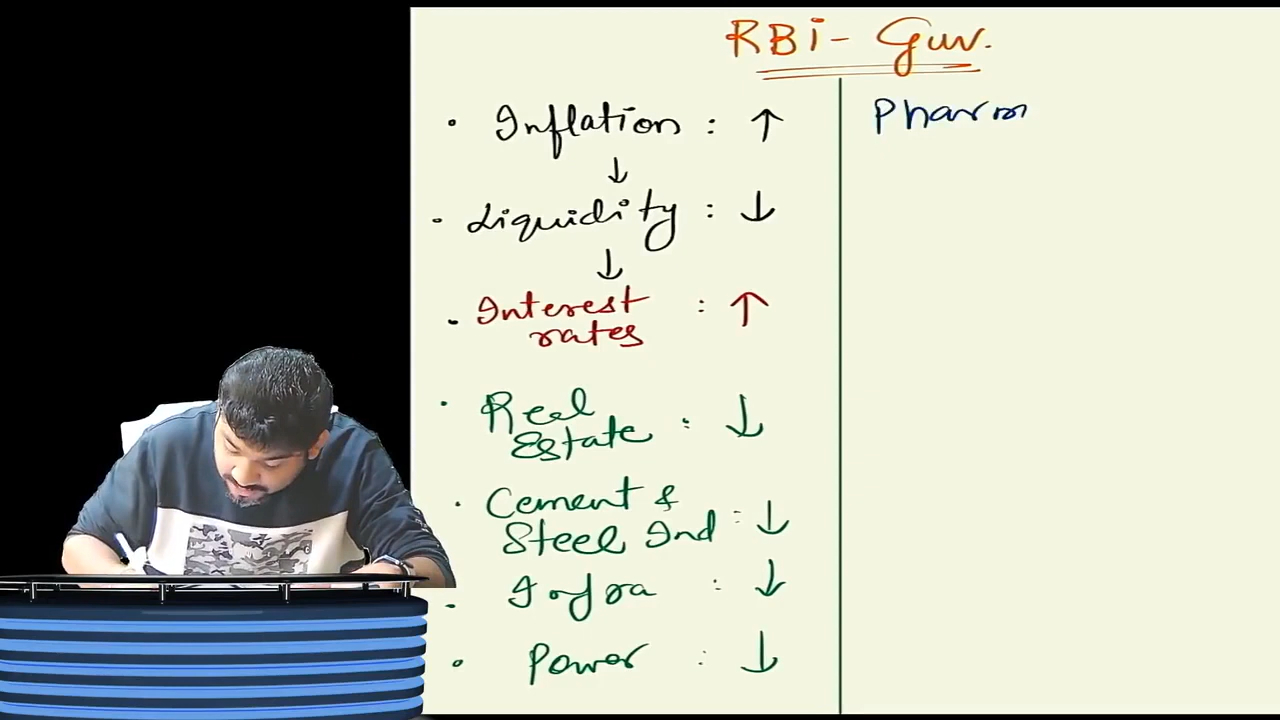 RBi - Guv.
• Inflation : ↑
↓
• Liquidity : ↓
↓
• Interest rates : ↑
• Real Estate : ↓
• Cement & Steel Ind : ↓
• Infra : ↓
• Power : ↓
Pharm